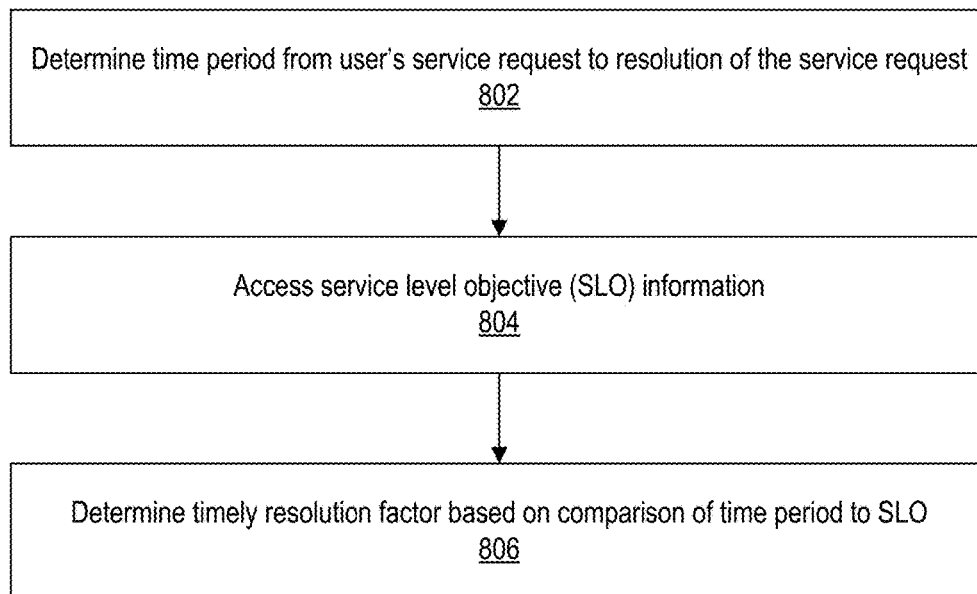 Determine time period from user's service request to resolution of the service request
802
Access service level objective (SLO) information
804
Determine timely resolution factor based on comparison of time period to SLO
806